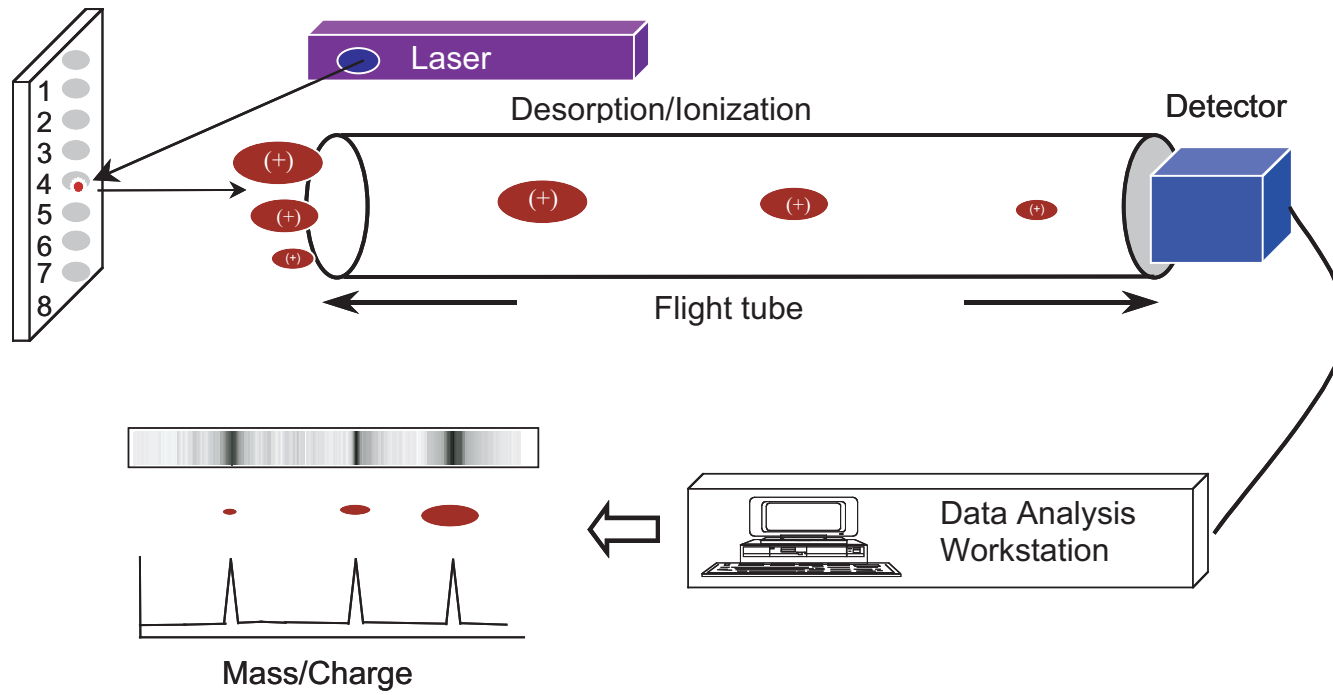 Laser
Desorption/Ionization
Detector
1
2
3
4
5
6
7
8
(+)
(+)
(+)
(+)
(+)
(+)
Flight tube
Data Analysis
Workstation
Mass/Charge